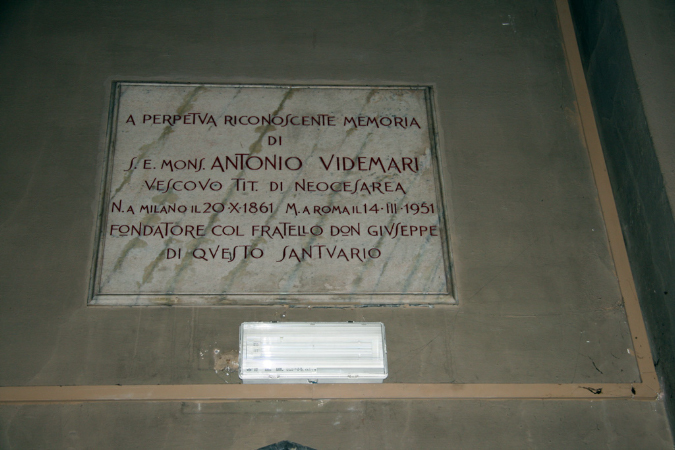 A PERPETVA RICONOSCENTE MEMORIA
DI
S. E. MONS. ANTONIO VIDEMARI
VESCOVO TIT. DI NEOCESAREA
N. A MILANO IL 20·X·1861 M. A ROMA IL 14·III·1951
FONDATORE COL FRATELLO DON GIVSEPPE
DI QVESTO SANTVARIO